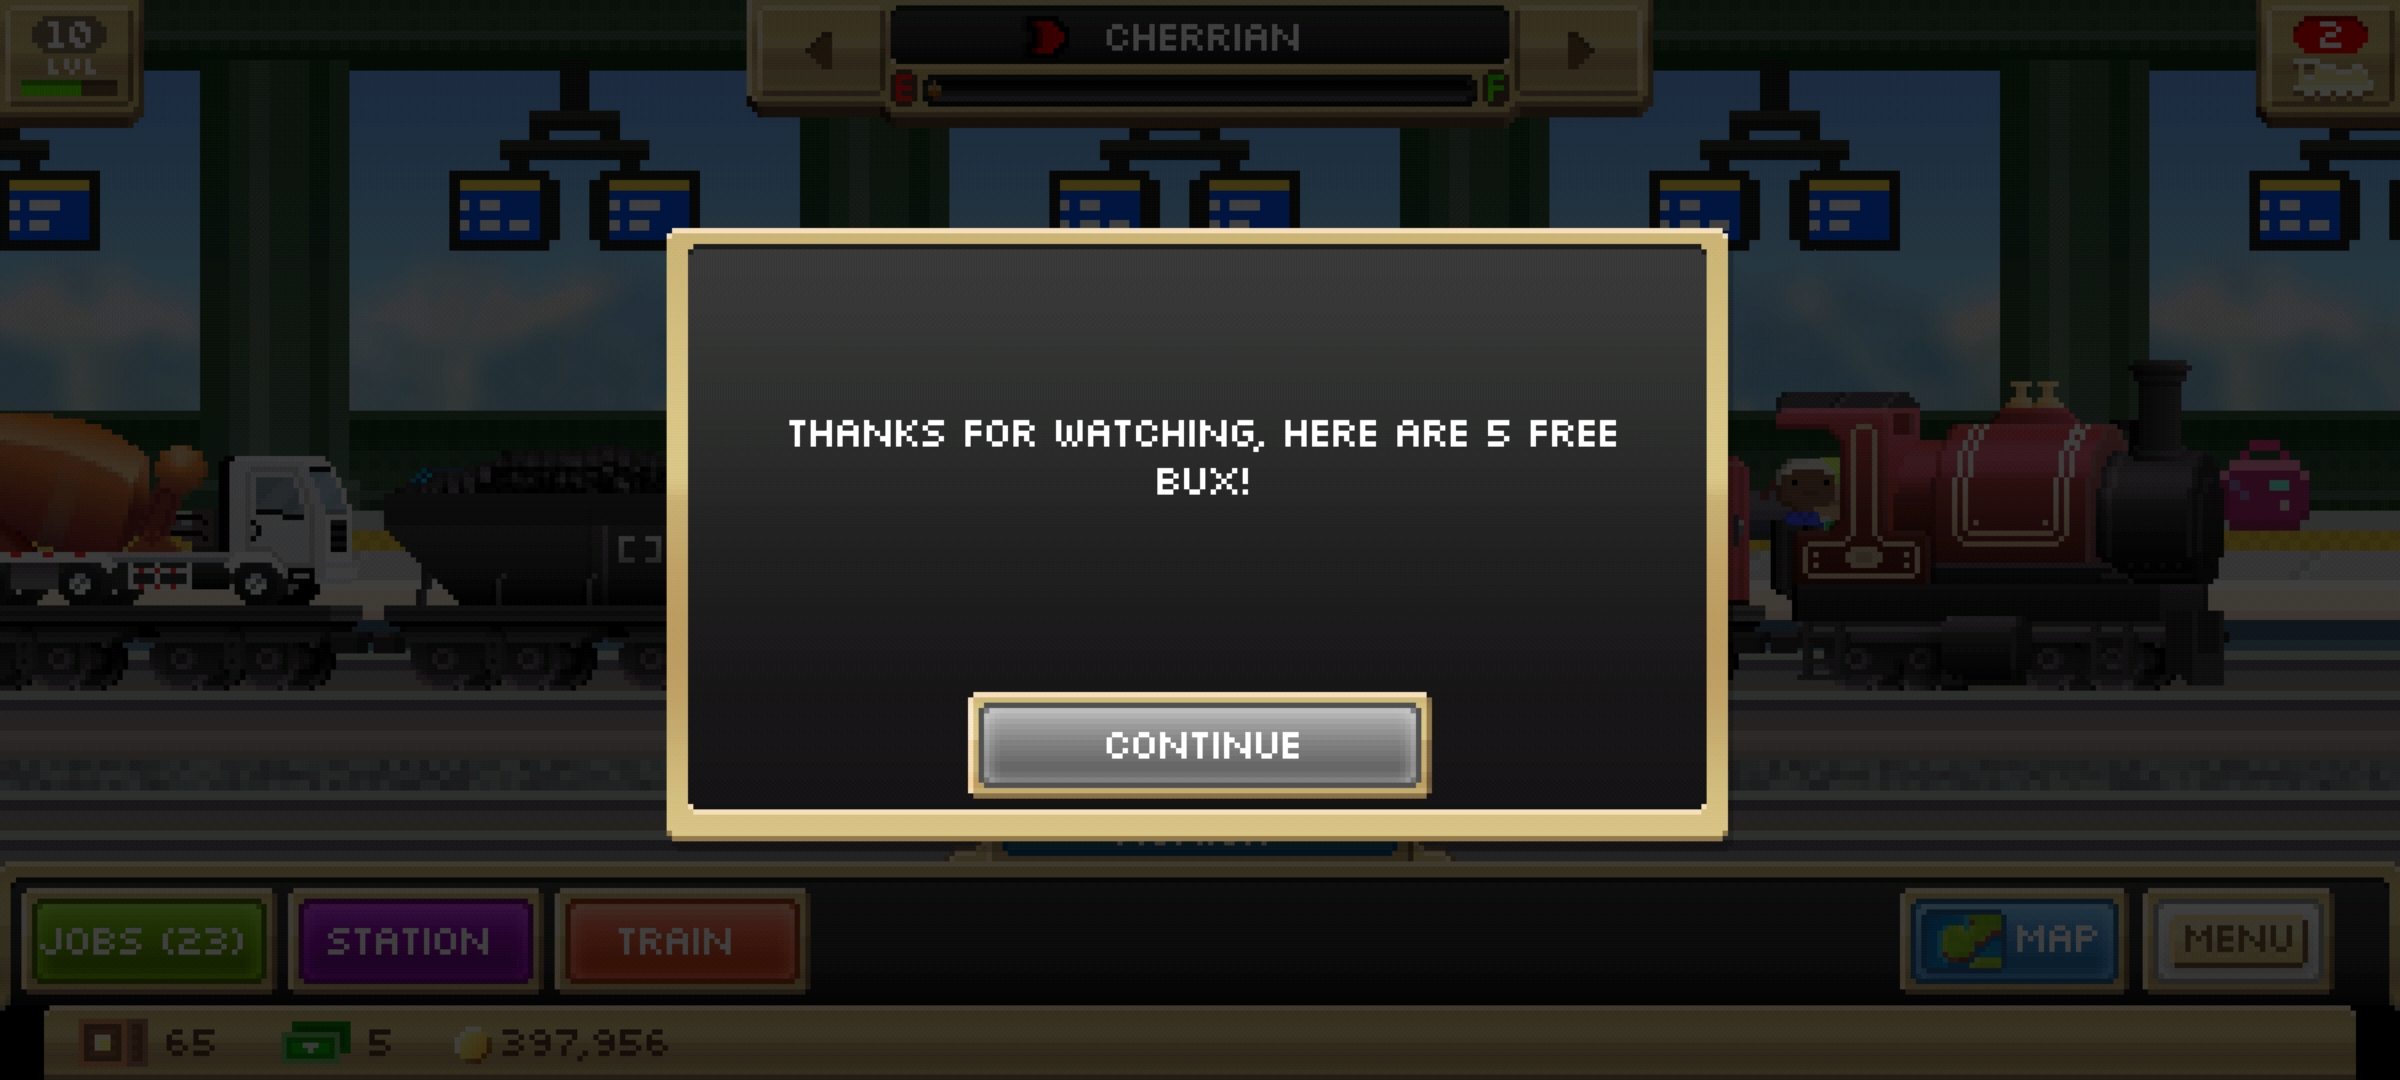 10
LVL
CHERRIAN
E F
2
THANKS FOR WATCHING, HERE ARE 5 FREE
BUX!
CONTINUE
JOBS (23)
STATION
TRAIN
MAP
MENU
65
5
397,956